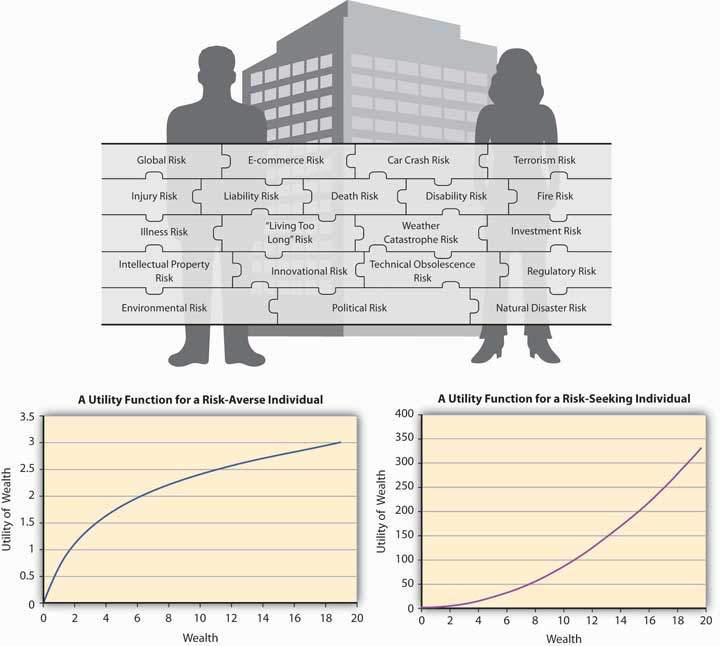 Global Risk
E-commerce Risk
Car Crash Risk
Terrorism Risk
Injury Risk
Liability Risk
Death Risk
Disability Risk
Fire Risk
Illness Risk
“Living Too
Long” Risk
Weather
Catastrophe Risk
Investment Risk
Intellectual Property
Risk
Innovational Risk
Technical Obsolescence
Risk
Regulatory Risk
Environmental Risk
Political Risk
Natural Disaster Risk
A Utility Function for a Risk-Averse Individual
3.5
3
2.5
2
1.5
1
0.5
0
Utility of Wealth
0 2 4 6 8 10 12 14 16 18 20
Wealth
A Utility Function for a Risk-Seeking Individual
400
350
300
250
200
150
100
50
0
Utility of Wealth
0 2 4 6 8 10 12 14 16 18 20
Wealth